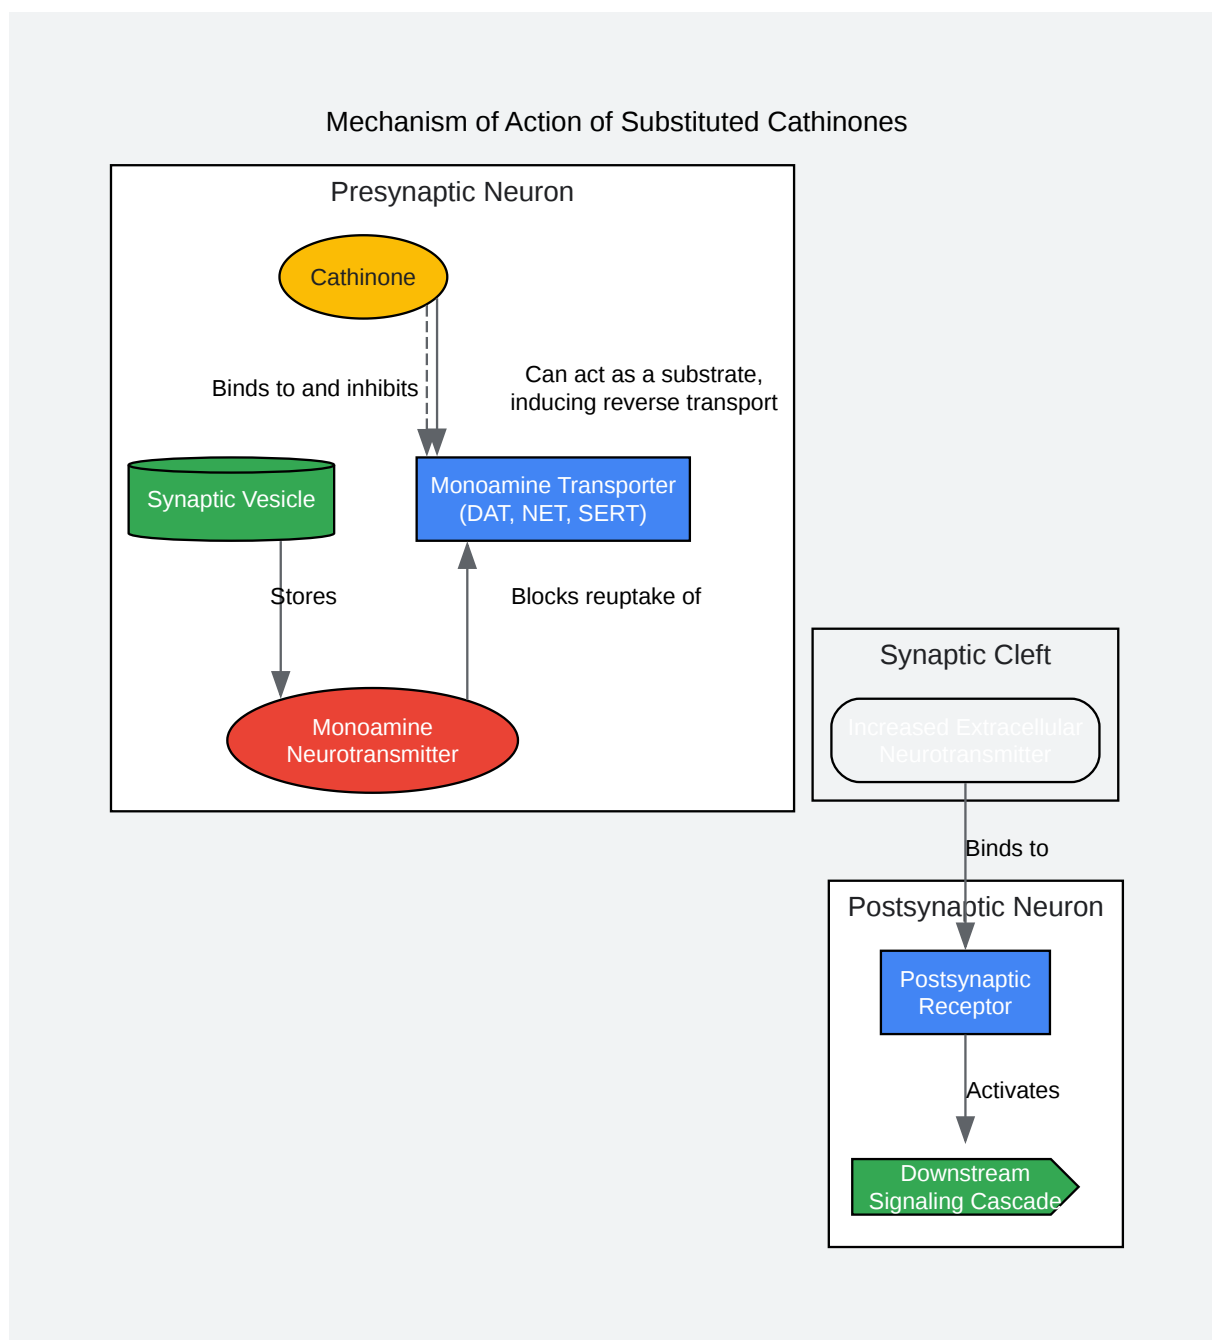 Mechanism of Action of Substituted Cathinones
Presynaptic Neuron
Cathinone
Binds to and inhibits
Can act as a substrate,
inducing reverse transport
Synaptic Vesicle
Monoamine Transporter
(DAT, NET, SERT)
Stores
Blocks reuptake of
Monoamine
Neurotransmitter
Synaptic Cleft
Increased Extracellular
Neurotransmitter
Binds to
Postsynaptic Neuron
Postsynaptic
Receptor
Activates
Downstream
Signaling Cascade